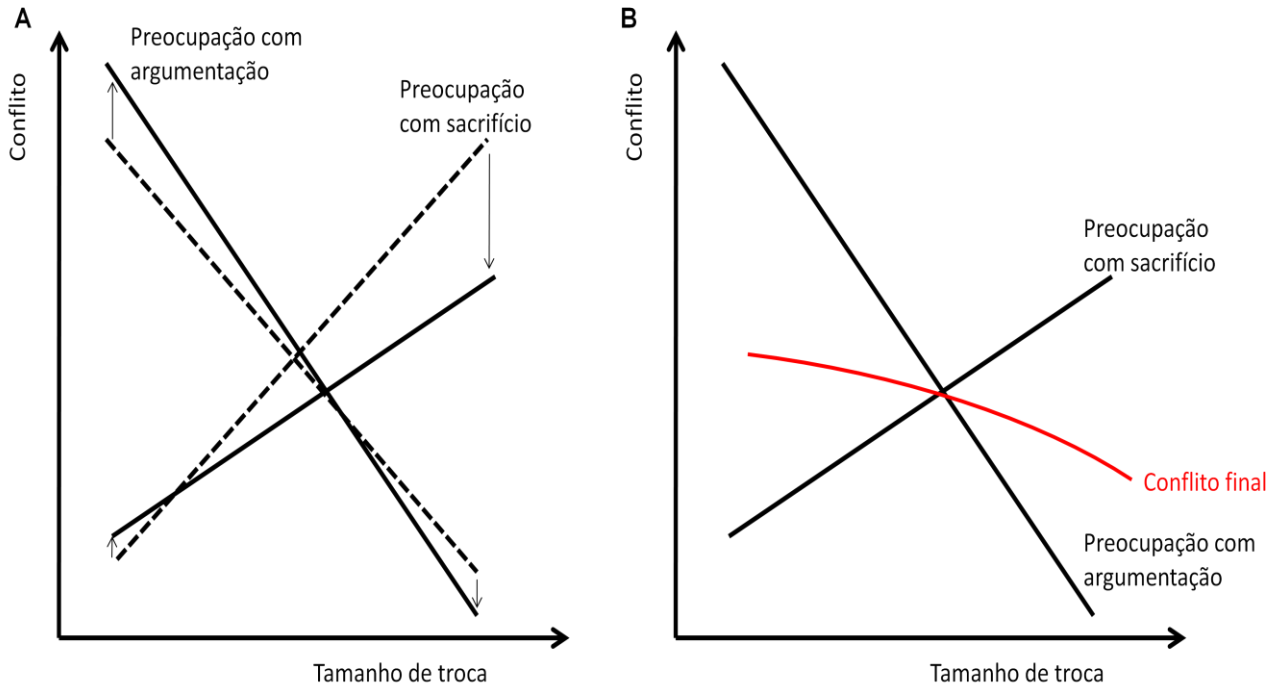 A
Preocupação com
argumentação
Preocupação
com sacrifício
Conflito
Tamanho de troca
B
Conflito
Preocupação
com sacrifício
Conflito final
Preocupação com
argumentação
Tamanho de troca